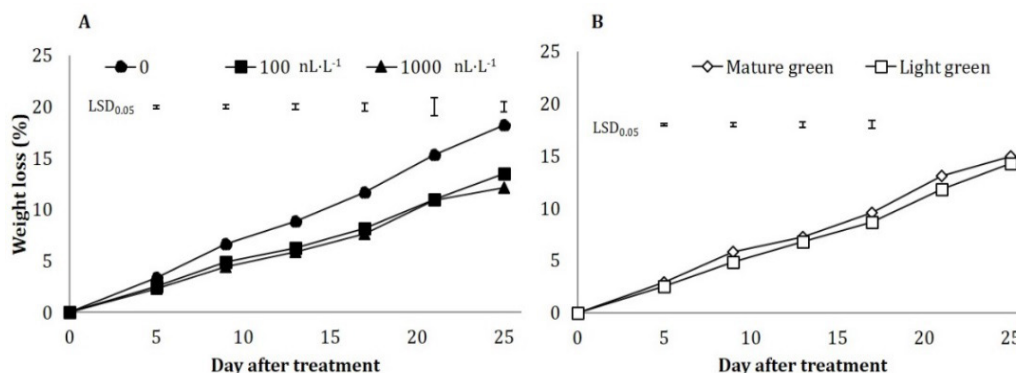 A
25
20
15
10
5
0
Weight loss (%)
0 100 nL·L⁻¹ 1000 nL·L⁻¹
LSD₀.₀₅
0 5 10 15 20 25
Day after treatment
B
25
20
15
10
5
0
Mature green Light green
LSD₀.₀₅
0 5 10 15 20 25
Day after treatment